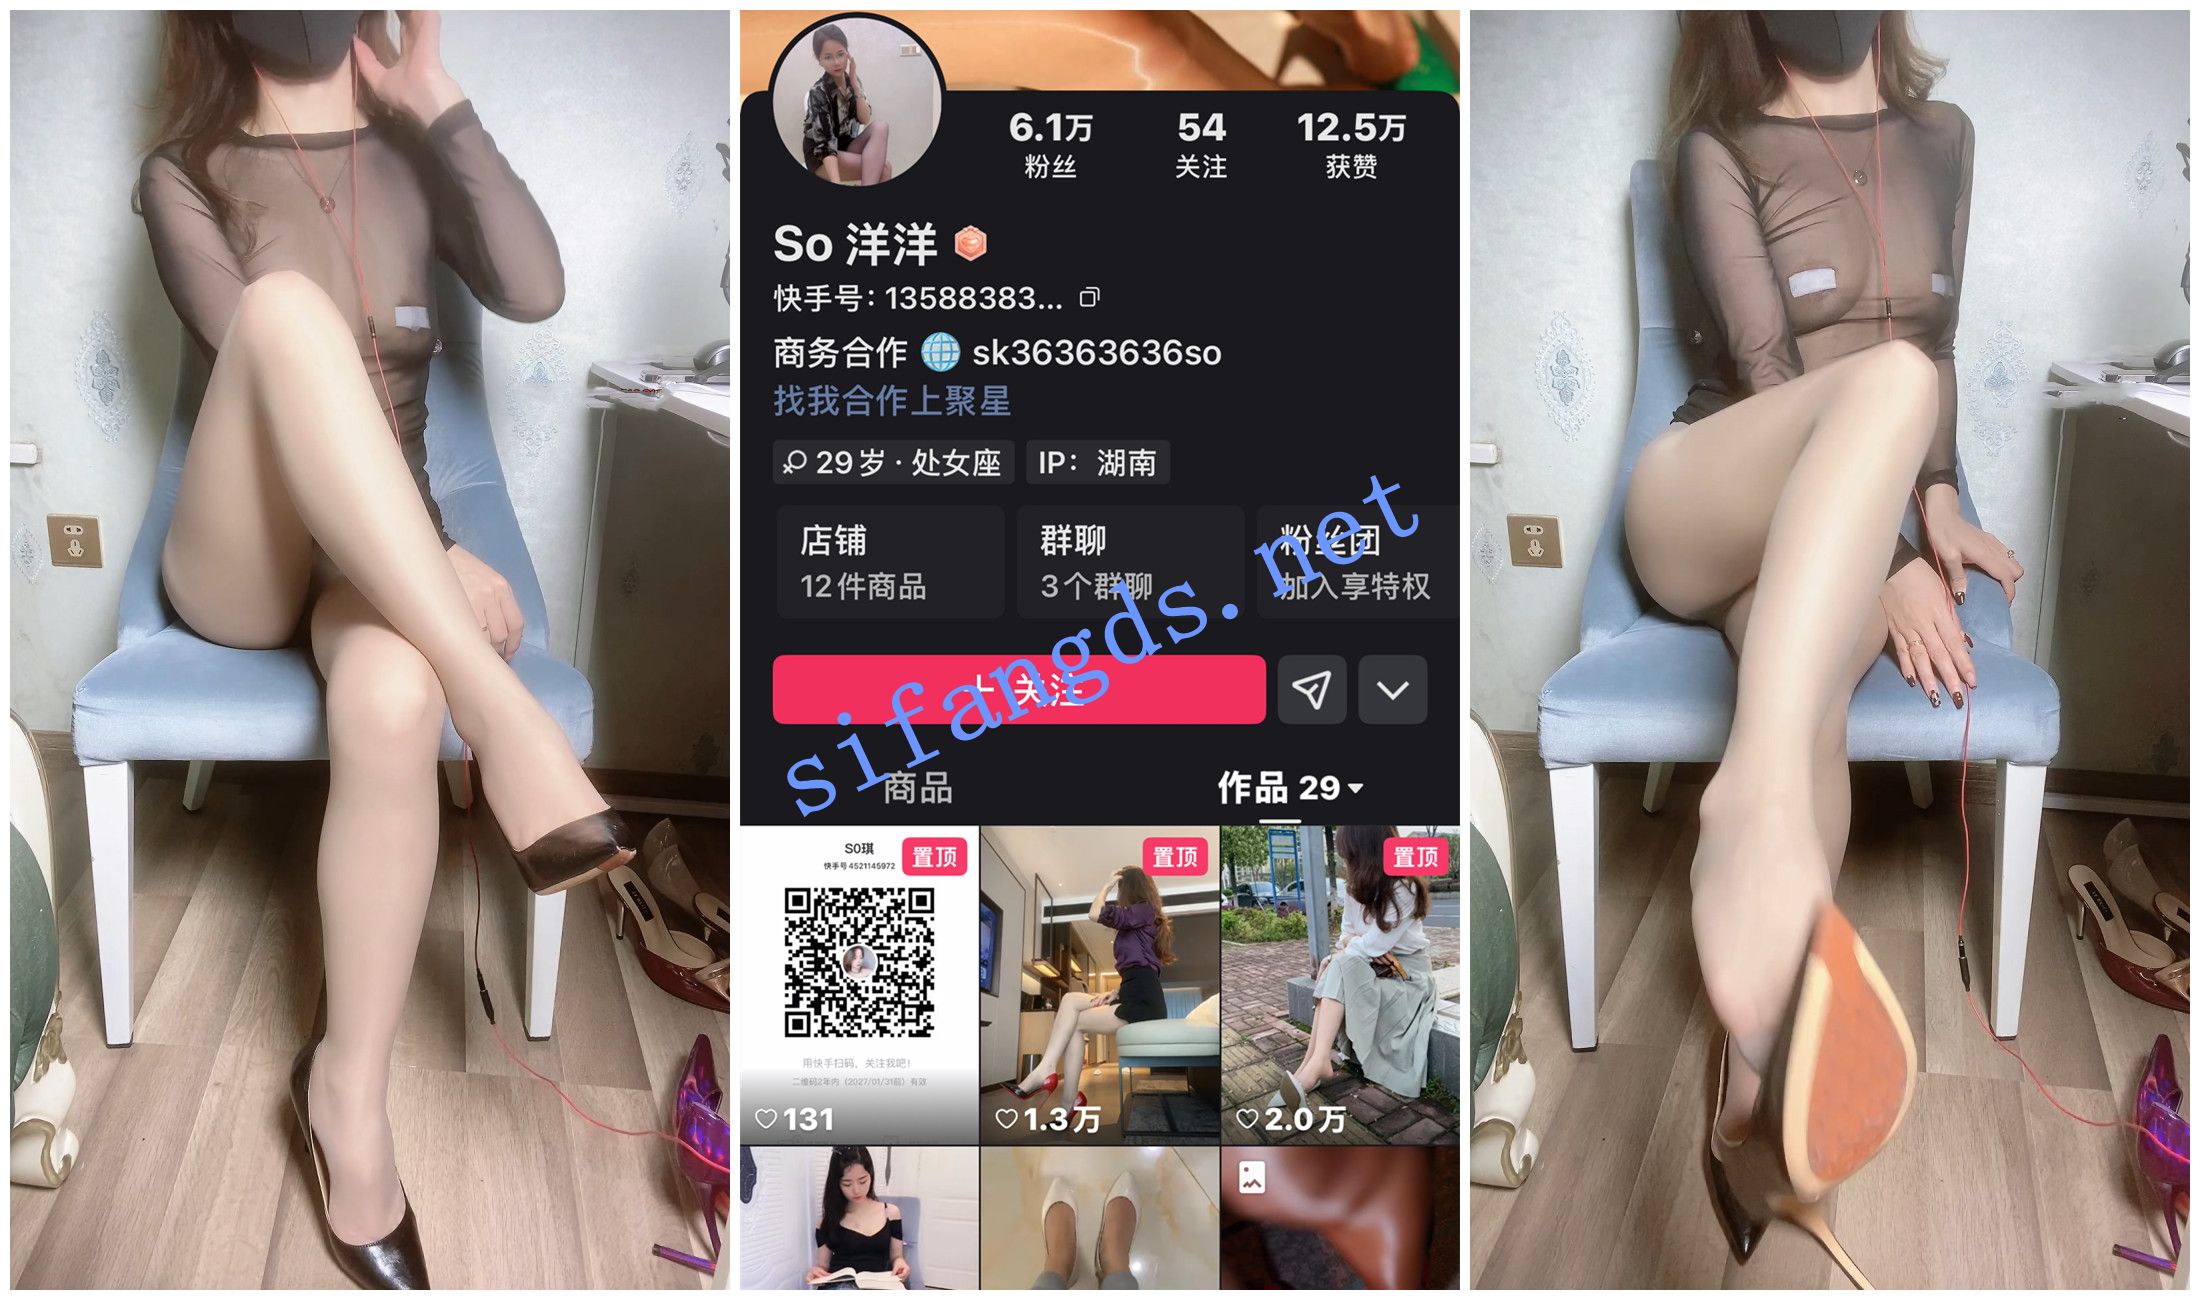 6.1万
粉丝
54
关注
12.5万
获赞
So 洋洋
快手号：13588383...
商务合作 🌐 sk36363636so
找我合作上聚星
29岁 · 处女座
IP：湖南
店铺
12件商品
群聊
3个群聊
粉丝团
加入享特权
+ 关注
sifangds.net
商品
作品 29
SO琪
快手号 4521145972
置顶
置顶
置顶
用快手扫码，关注我吧！
二维码2年内（2027/01/31前）有效
131
1.3万
2.0万